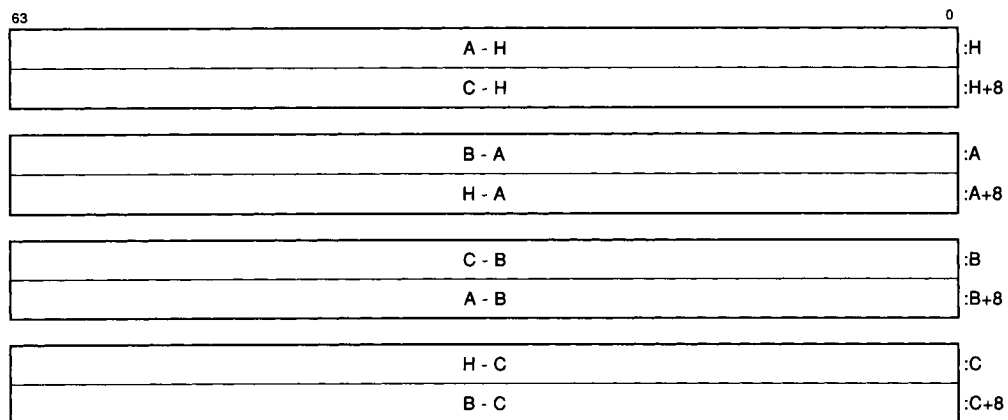 63 0
A - H :H
C - H :H+8
B - A :A
H - A :A+8
C - B :B
A - B :B+8
H - C :C
B - C :C+8